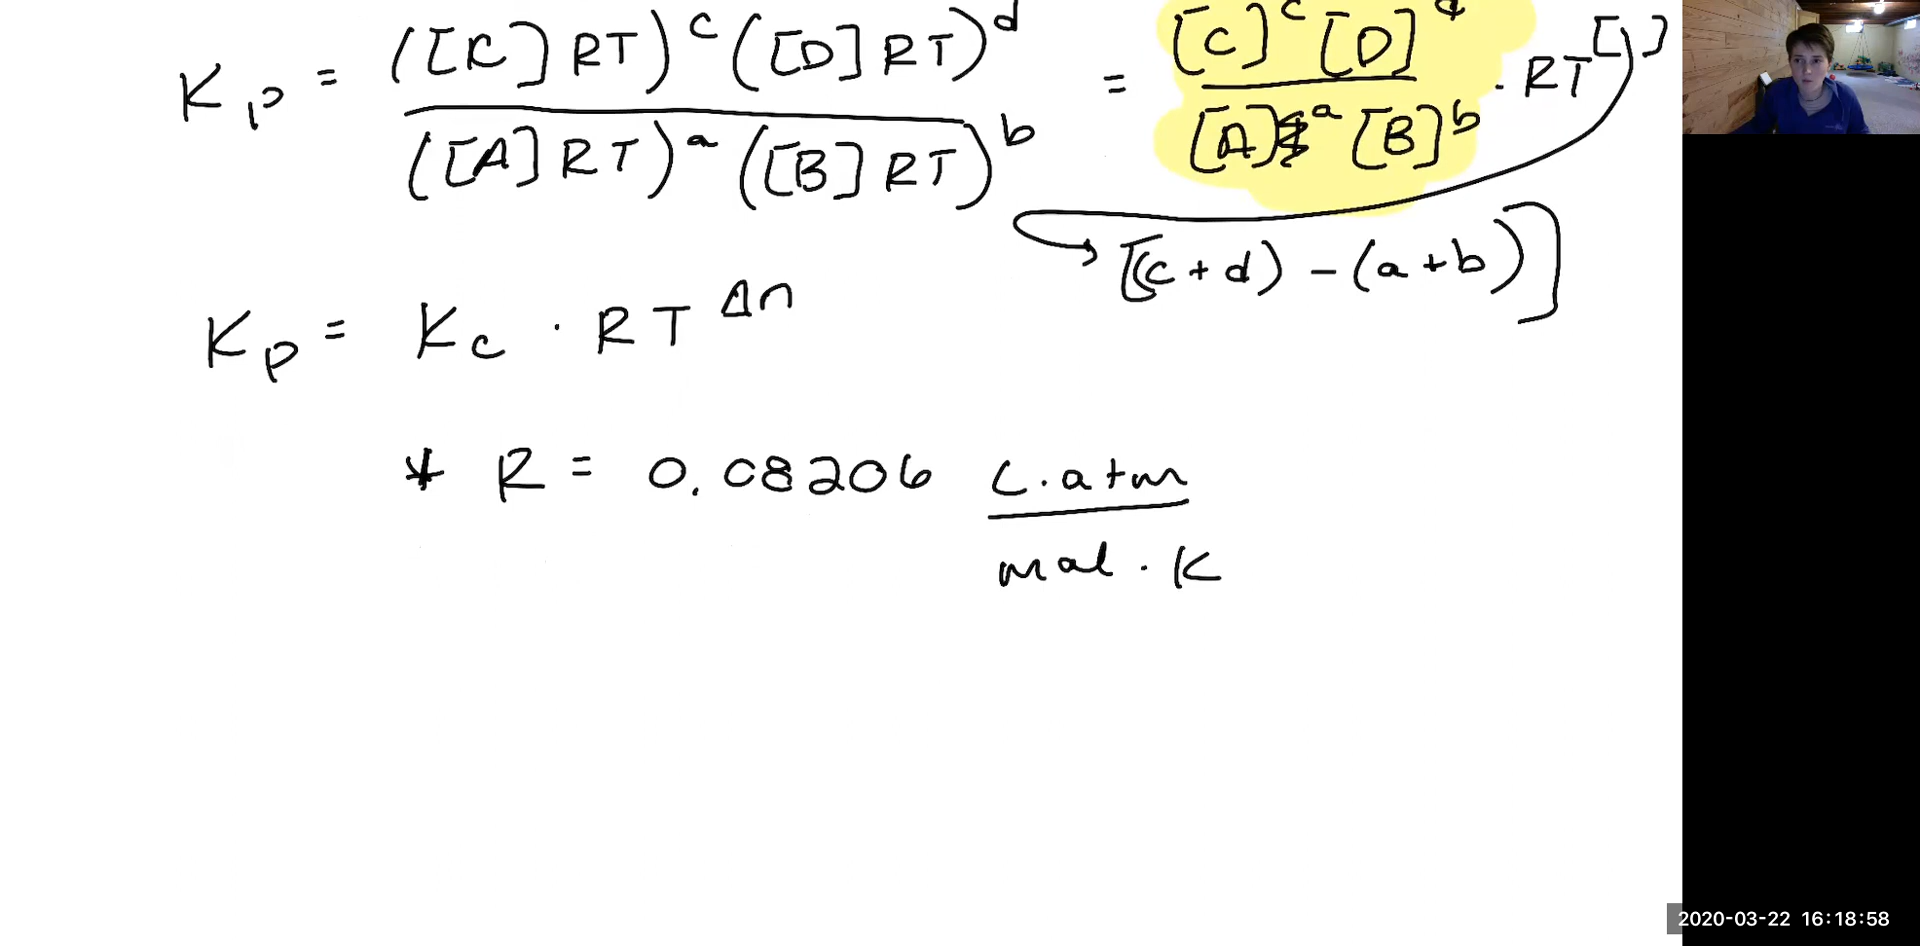 Kp = ([C] RT)^c ([D] RT)^d / ([A] RT)^a ([B] RT)^b = [C]^c [D]^d / [A]^a [B]^b · RT^[ ]
[(c + d) - (a + b)]
Kp = Kc · RT^Δn
* R = 0.08206 L·atm / mol·K
2020-03-22 16:18:58